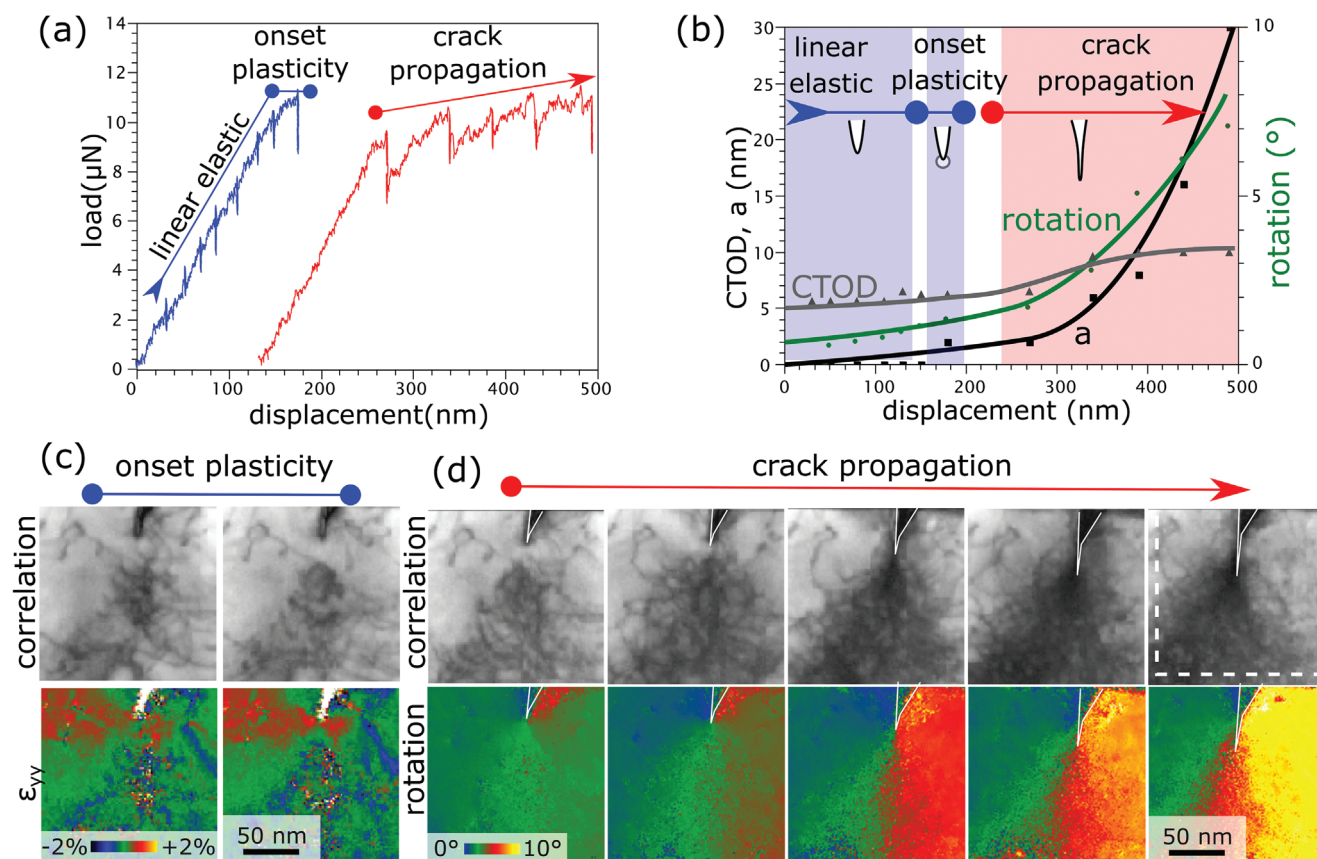 (a)
onset
plasticity
crack
propagation
linear elastic
load(µN)
14
12
10
8
6
4
2
0
0
100
200
300
400
500
displacement(nm)
(b)
linear
elastic
onset
plasticity
crack
propagation
rotation
CTOD
a
CTOD, a (nm)
30
25
20
15
10
5
0
10
5
0
rotation (°)
0
100
200
300
400
500
displacement (nm)
(c)
onset plasticity
correlation
εyy
-2%
+2%
50 nm
(d)
crack propagation
correlation
rotation
0°
10°
50 nm